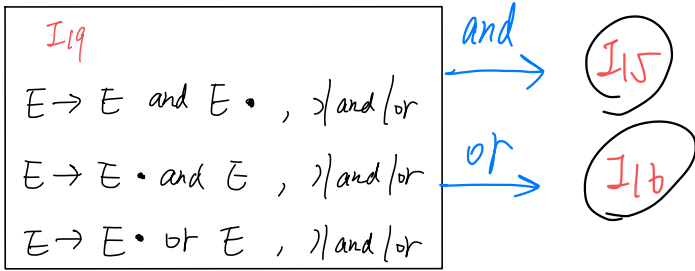 I19
E → E and E • , )/and/or
E → E • and E , )/and/or
E → E • or E , )/and/or
and
I15
or
I16